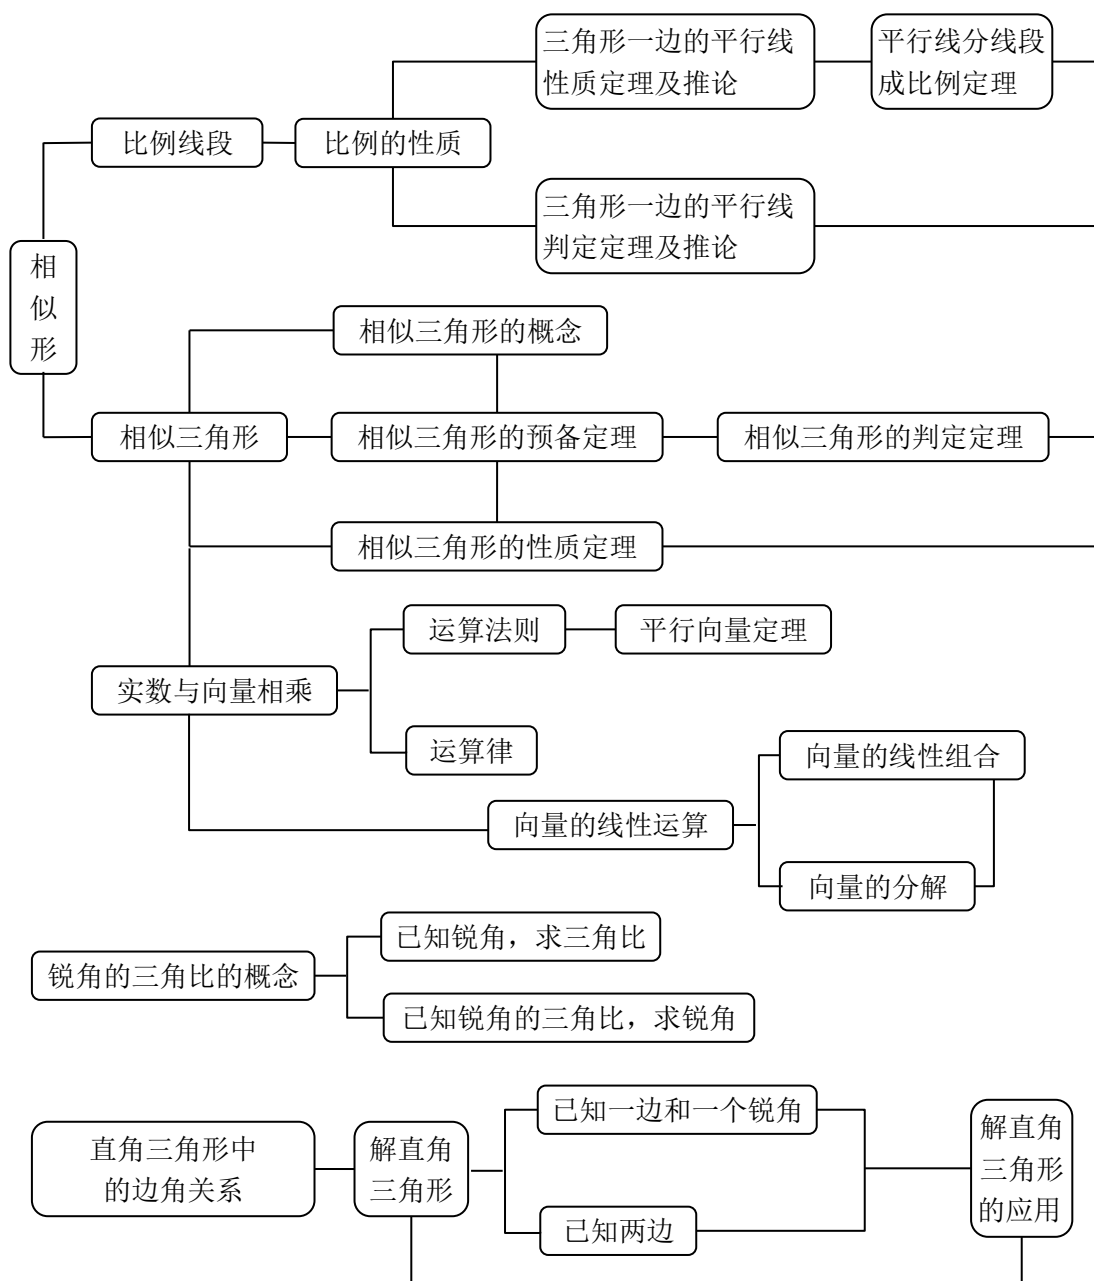 三角形一边的平行线
性质定理及推论
平行线分线段
成比例定理
比例线段
比例的性质
三角形一边的平行线
判定定理及推论
相
似
形
相似三角形的概念
相似三角形
相似三角形的预备定理
相似三角形的判定定理
相似三角形的性质定理
运算法则
平行向量定理
实数与向量相乘
运算律
向量的线性组合
向量的线性运算
向量的分解
已知锐角，求三角比
锐角的三角比的概念
已知锐角的三角比，求锐角
已知一边和一个锐角
直角三角形中
的边角关系
解直角
三角形
已知两边
解直角
三角形
的应用